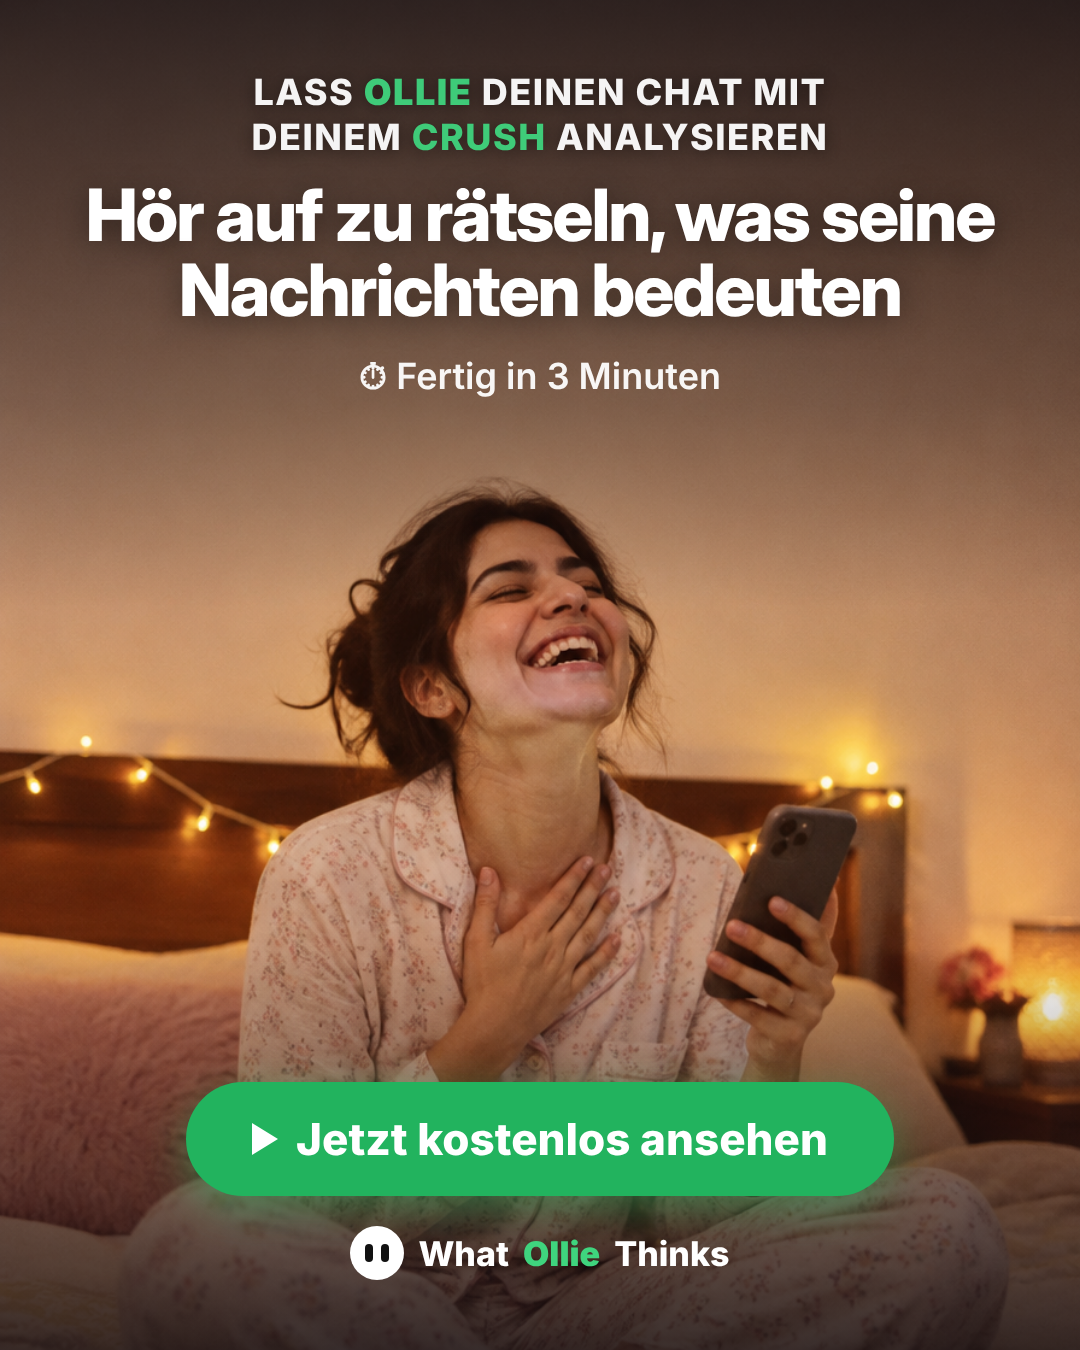 LASS OLLIE DEINEN CHAT MIT
DEINEM CRUSH ANALYSIEREN
Hör auf zu rätseln, was seine
Nachrichten bedeuten
⏱ Fertig in 3 Minuten
▶ Jetzt kostenlos ansehen
What Ollie Thinks